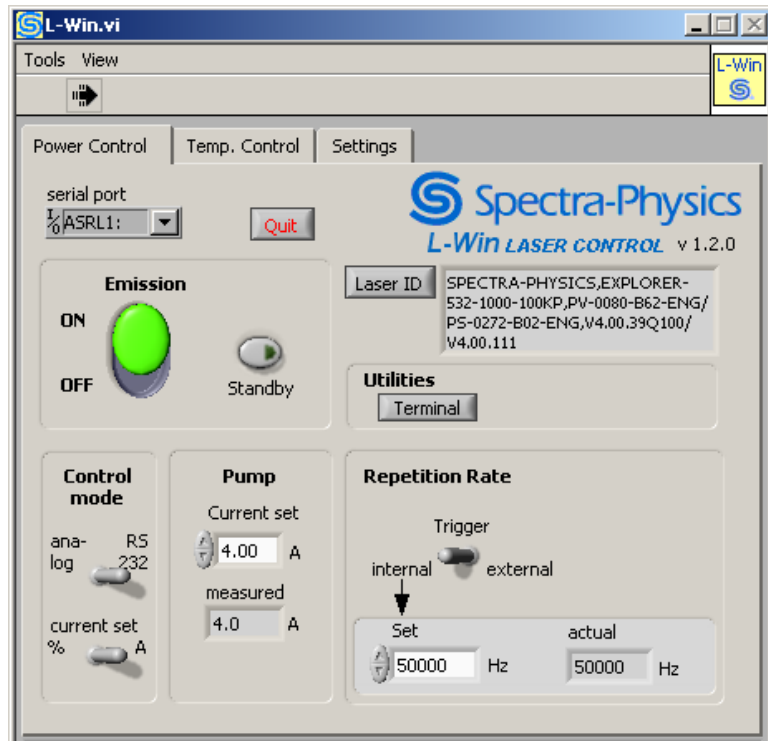 L-Win.vi
Tools View
L-Win
Power Control Temp. Control Settings
serial port
I/O ASRL1:
Quit
Spectra-Physics
L-Win LASER CONTROL v 1.2.0
Emission
ON
OFF
Standby
Laser ID
SPECTRA-PHYSICS,EXPLORER-
532-1000-100KP,PV-0080-B62-ENG/
PS-0272-B02-ENG,V4.00.39Q100/
V4.00.111
Utilities
Terminal
Control
mode
ana-
log
RS
232
current set
% A
Pump
Current set
4.00 A
measured
4.0 A
Repetition Rate
Trigger
internal external
Set actual
50000 Hz 50000 Hz